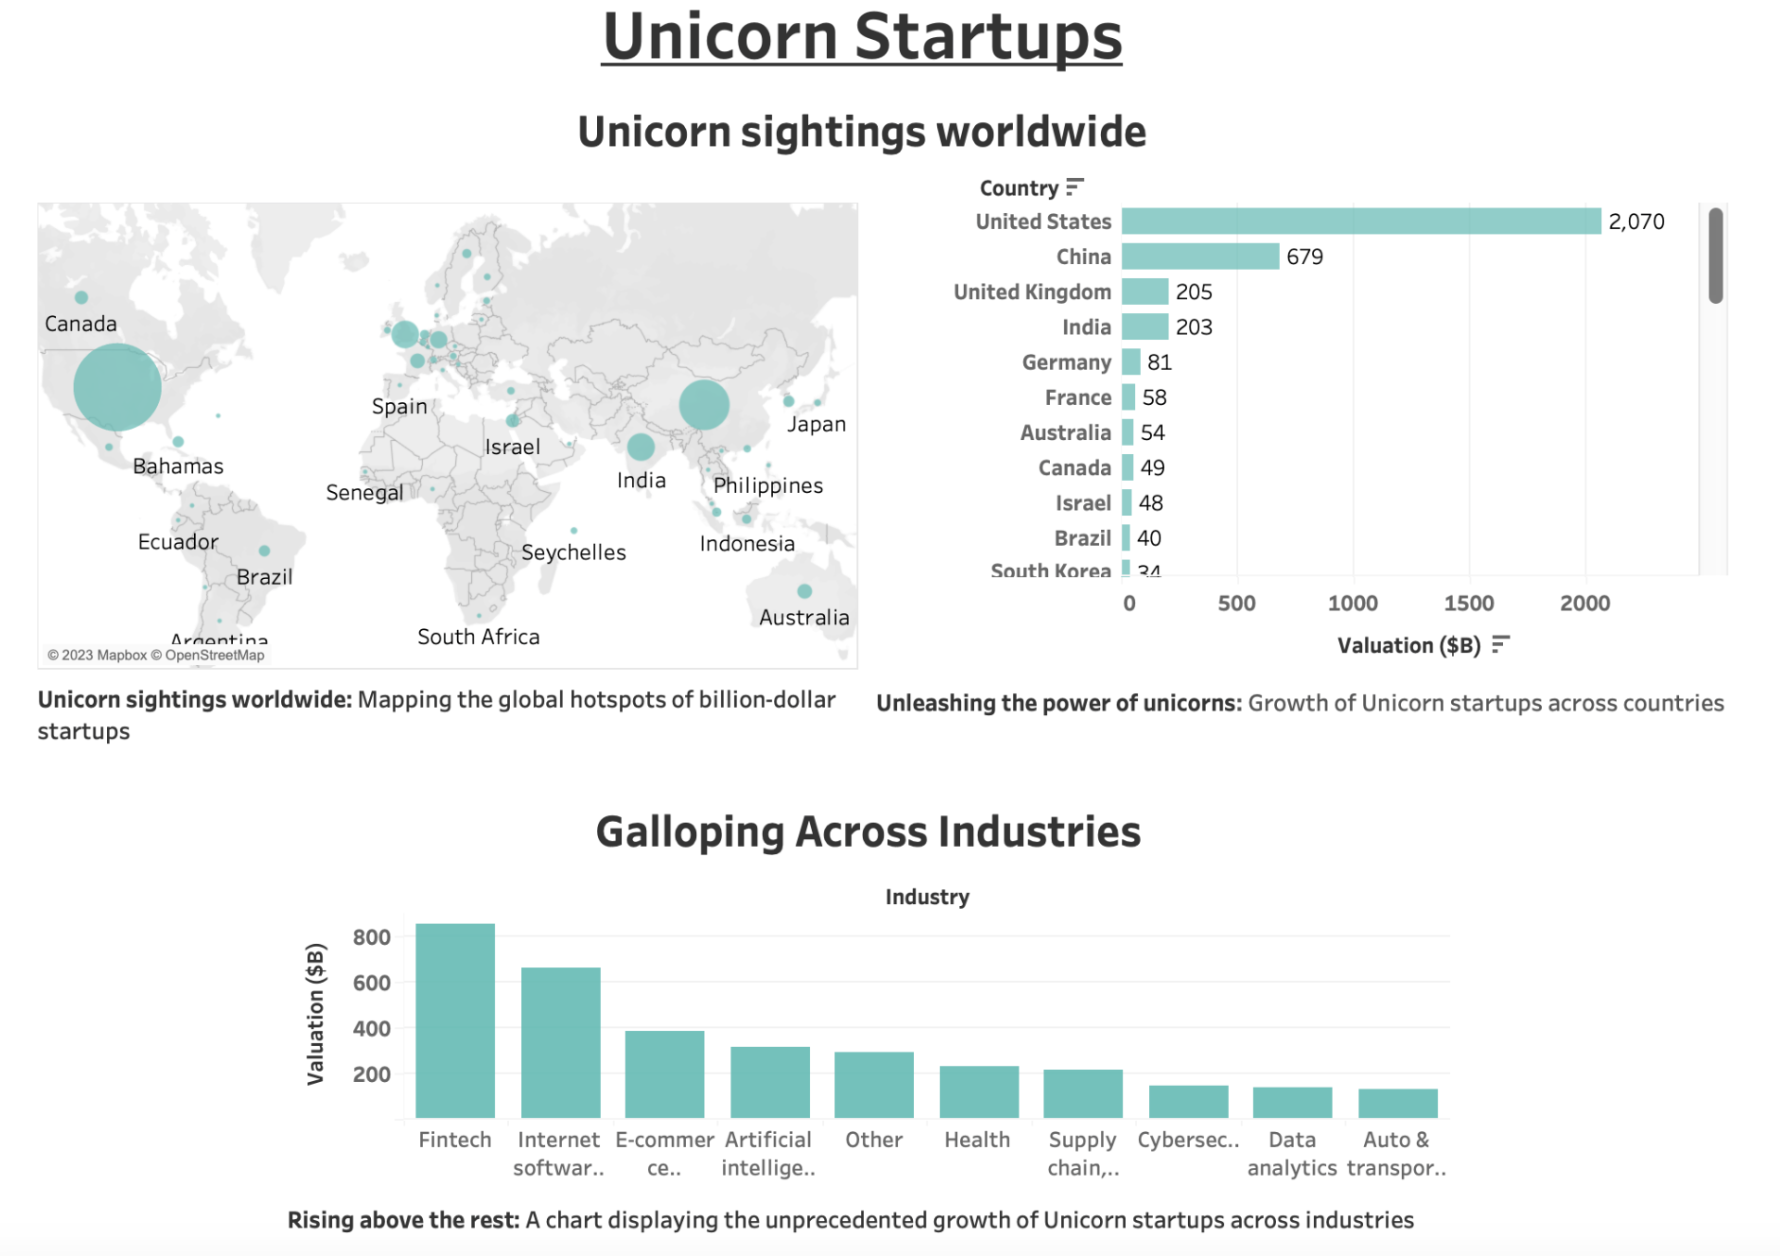 Unicorn Startups
Unicorn sightings worldwide
Canada
Bahamas
Ecuador
Brazil
Argentina
Spain
Israel
Senegal
Seychelles
South Africa
India
Japan
Philippines
Indonesia
Australia
© 2023 Mapbox © OpenStreetMap
Country
United States 2,070
China 679
United Kingdom 205
India 203
Germany 81
France 58
Australia 54
Canada 49
Israel 48
Brazil 40
South Korea 34
0 500 1000 1500 2000
Valuation ($B)
Unicorn sightings worldwide: Mapping the global hotspots of billion-dollar
startups
Unleashing the power of unicorns: Growth of Unicorn startups across countries
Galloping Across Industries
Industry
Valuation ($B)
800
600
400
200
Fintech
Internet
softwar..
E-commer
ce..
Artificial
intellige..
Other
Health
Supply
chain,..
Cybersec..
Data
analytics
Auto &
transpor..
Rising above the rest: A chart displaying the unprecedented growth of Unicorn startups across industries